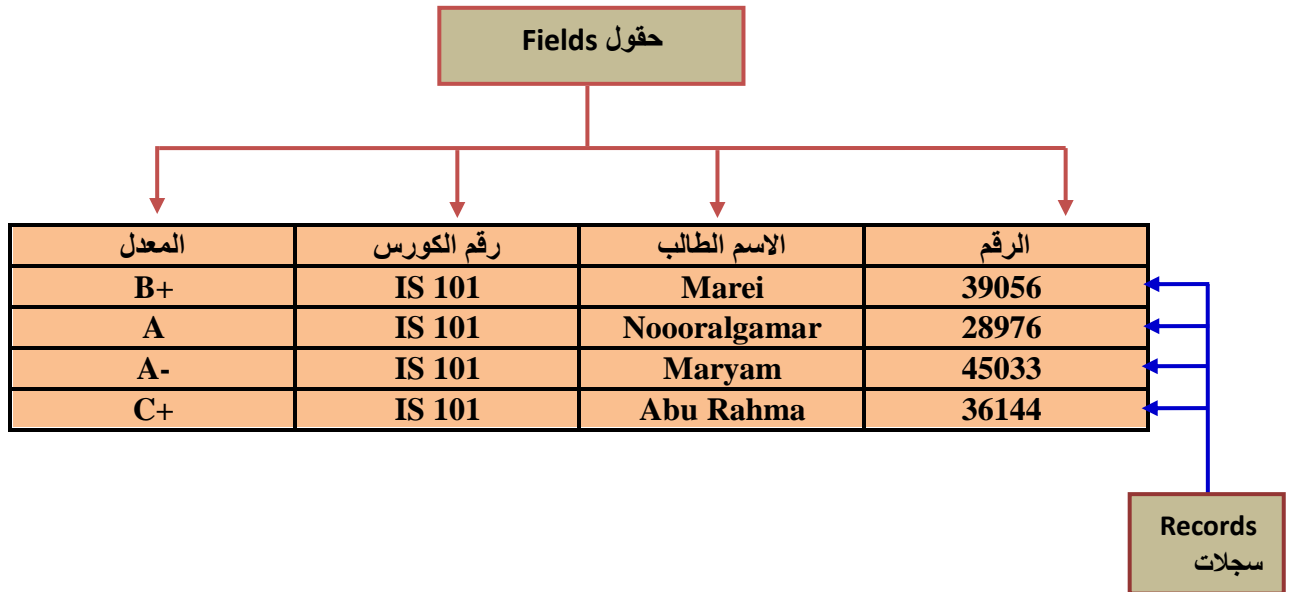 حقول Fields
الرقم الاسم الطالب رقم الكورس المعدل
39056 Marei IS 101 B+
28976 Noooralgamar IS 101 A
45033 Maryam IS 101 A-
36144 Abu Rahma IS 101 C+
Records
سجلات